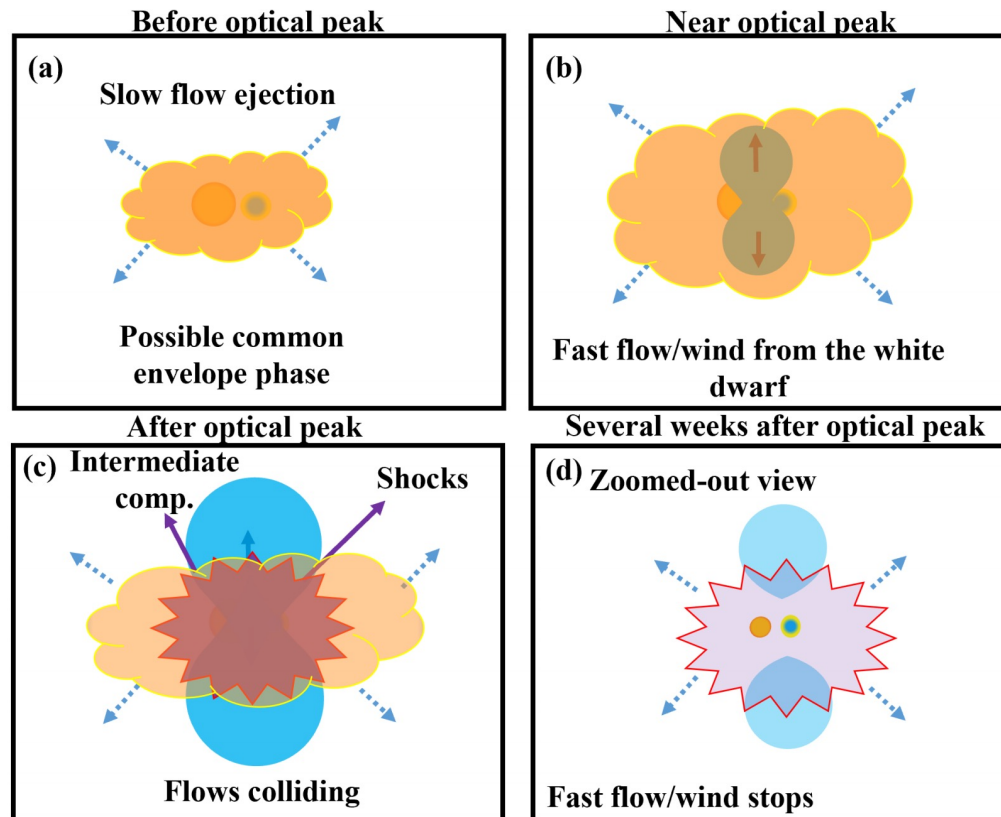 Before optical peak
(a)
Slow flow ejection
Possible common
envelope phase
Near optical peak
(b)
Fast flow/wind from the white
dwarf
After optical peak
(c)
Intermediate
comp.
Shocks
Flows colliding
Several weeks after optical peak
(d)
Zoomed-out view
Fast flow/wind stops